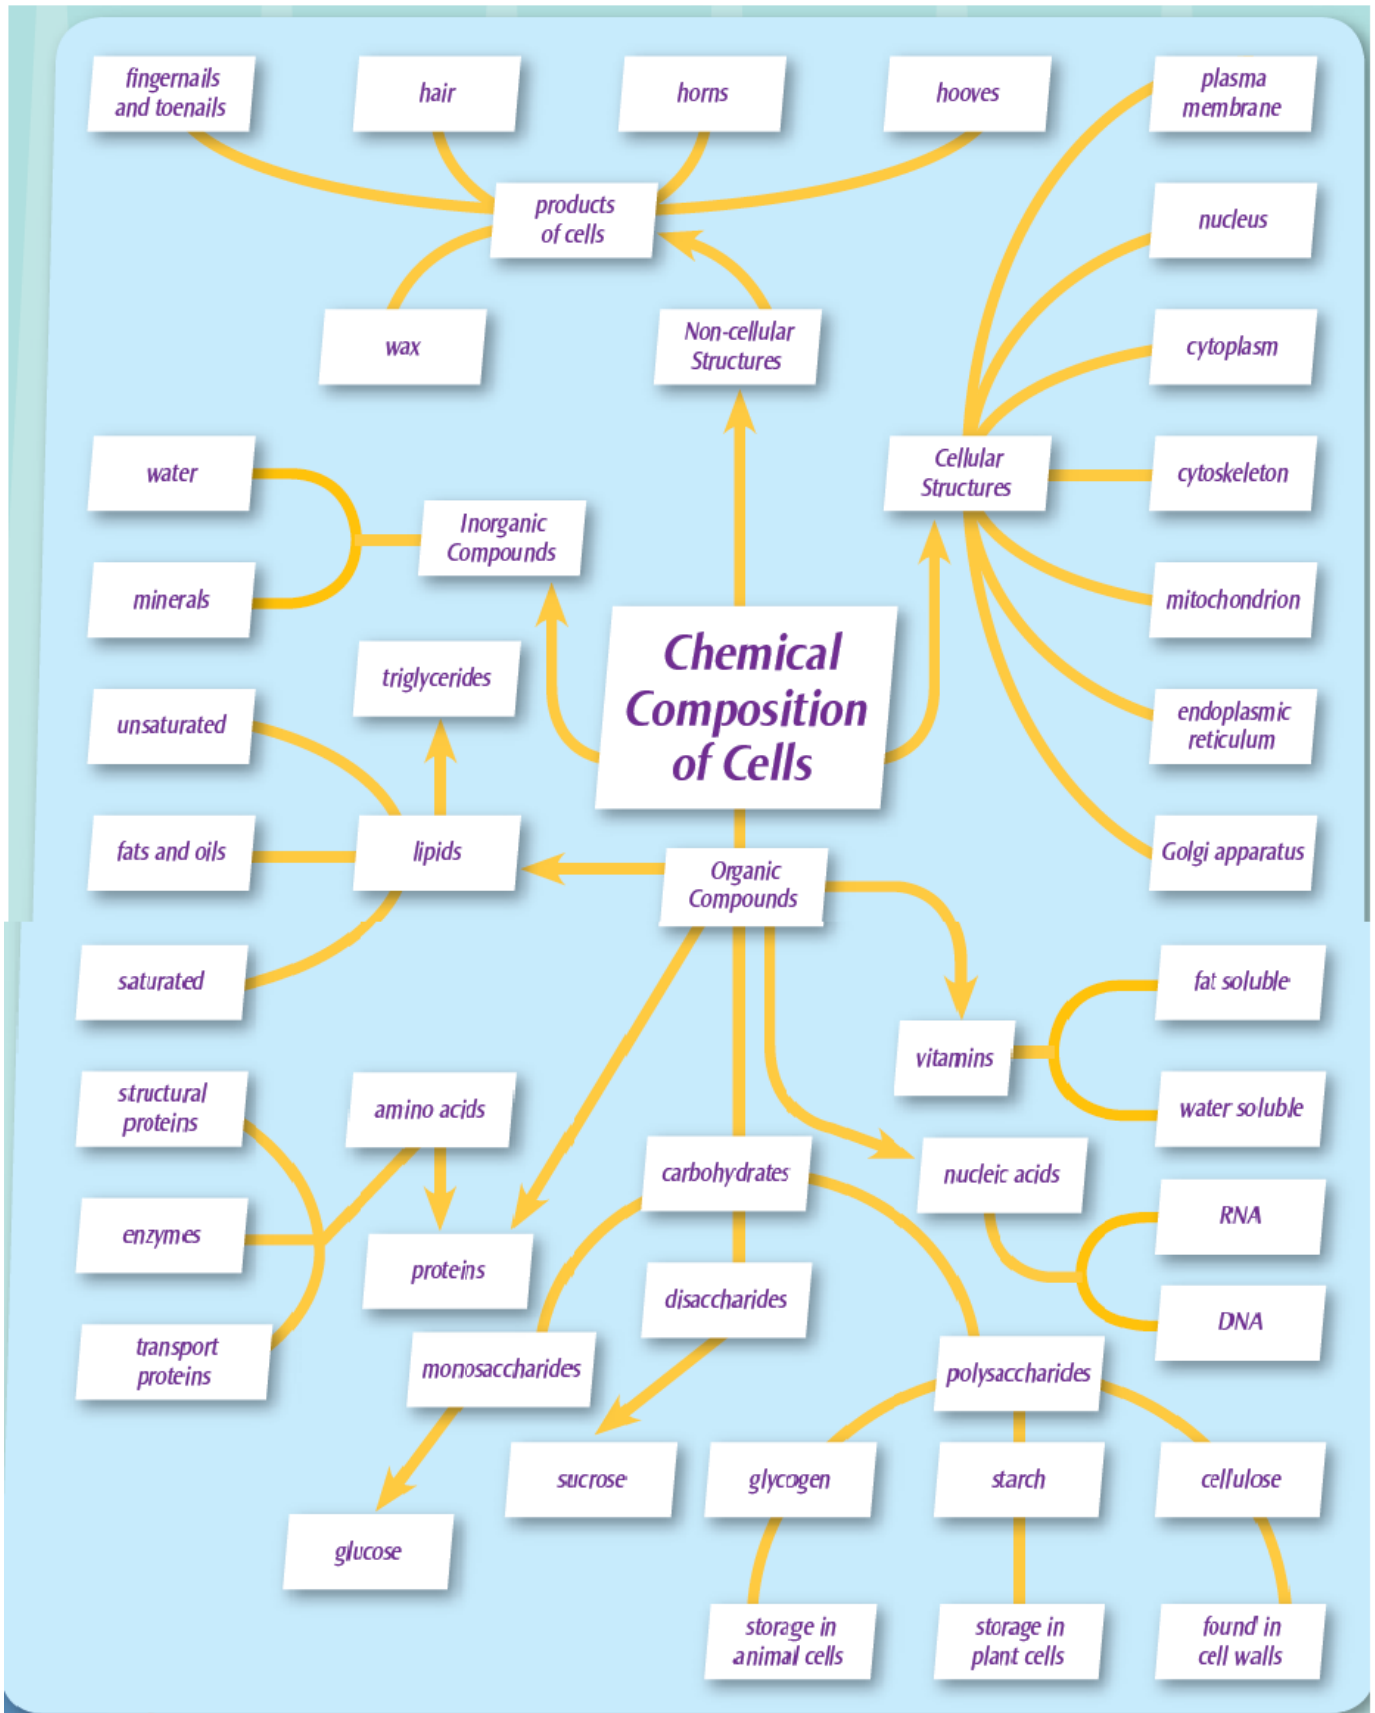 fingernails
and toenails
hair
horns
hooves
plasma
membrane
products
of cells
nucleus
wax
Non-cellular
Structures
cytoplasm
water
Cellular
Structures
cytoskeleton
Inorganic
Compounds
minerals
mitochondrion
Chemical
Composition
of Cells
triglycerides
unsaturated
endoplasmic
reticulum
fats and oils
lipids
Organic
Compounds
Golgi apparatus
saturated
fat soluble
vitamins
structural
proteins
amino acids
water soluble
carbohydrates
nucleic acids
RNA
enzymes
proteins
disaccharides
DNA
transport
proteins
monosaccharides
polysaccharides
sucrose
glycogen
starch
cellulose
glucose
storage in
animal cells
storage in
plant cells
found in
cell walls